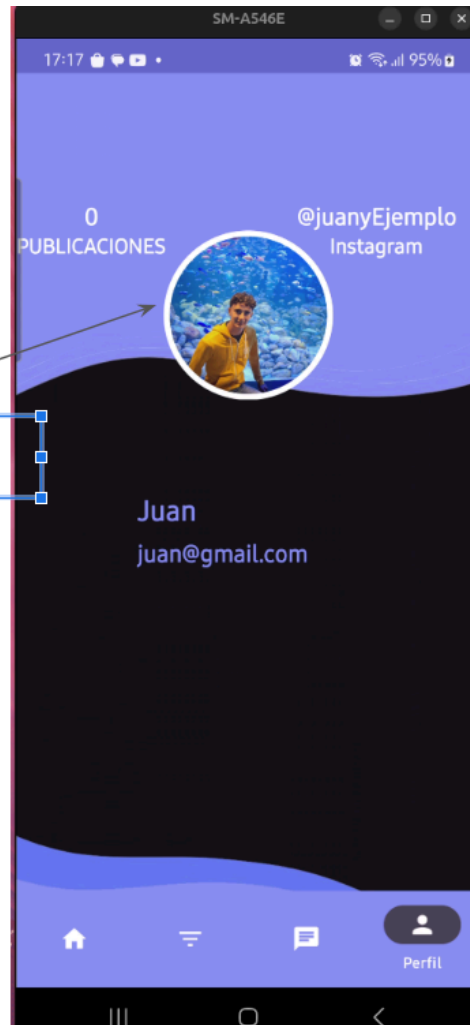 SM-A546E
17:17
95%
0
PUBLICACIONES
@juanyEjemplo
Instagram
Juan
juan@gmail.com
Perfil